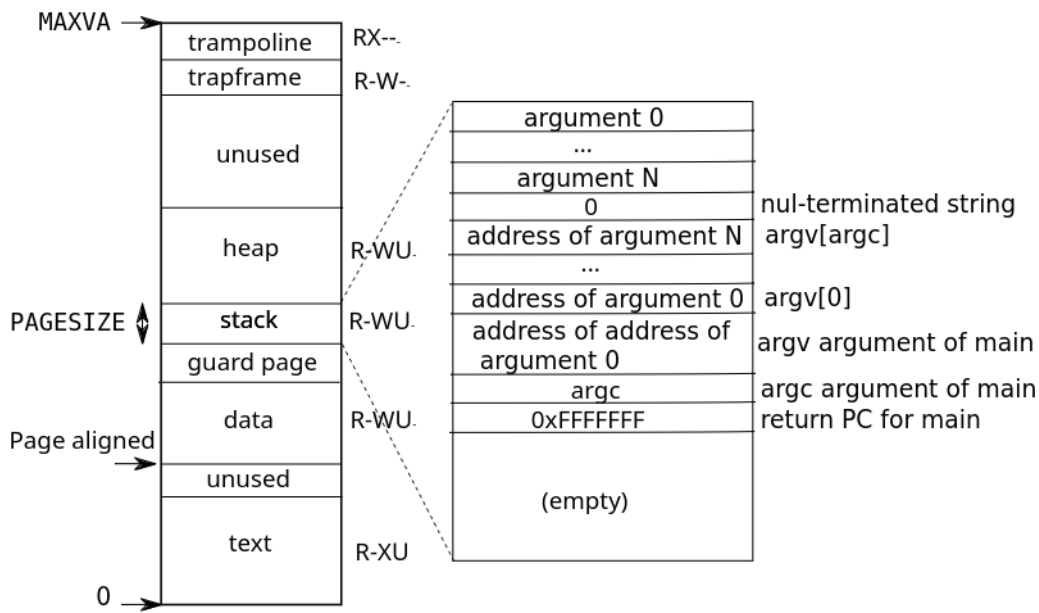 MAXVA
trampoline
RX--
trapframe
R-W-
unused
heap
R-WU
PAGESIZE
stack
R-WU
guard page
data
R-WU
Page aligned
unused
text
R-XU
0
argument 0
...
argument N
0
nul-terminated string
address of argument N
argv[argc]
...
address of argument 0
argv[0]
address of address of
argument 0
argv argument of main
argc
argc argument of main
0xFFFFFFF
return PC for main
(empty)